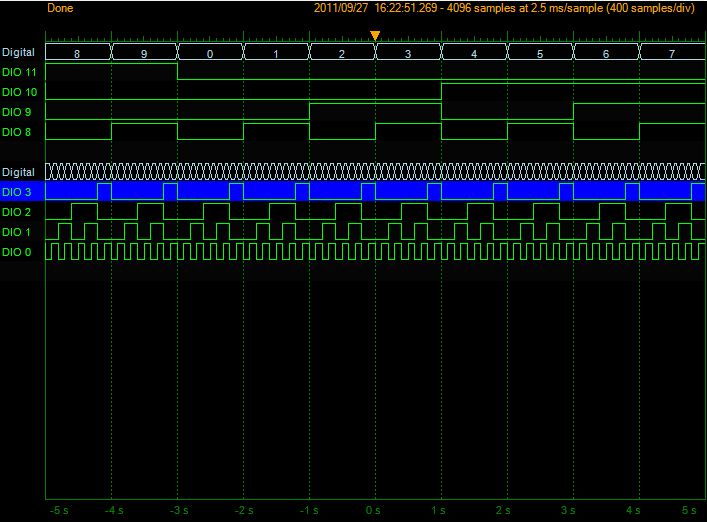 Done 2011/09/27 16:22:51.269 - 4096 samples at 2.5 ms/sample (400 samples/div)
Digital 8 9 0 1 2 3 4 5 6 7
DIO 11
DIO 10
DIO 9
DIO 8
Digital
DIO 3
DIO 2
DIO 1
DIO 0
-5 s -4 s -3 s -2 s -1 s 0 s 1 s 2 s 3 s 4 s 5 s